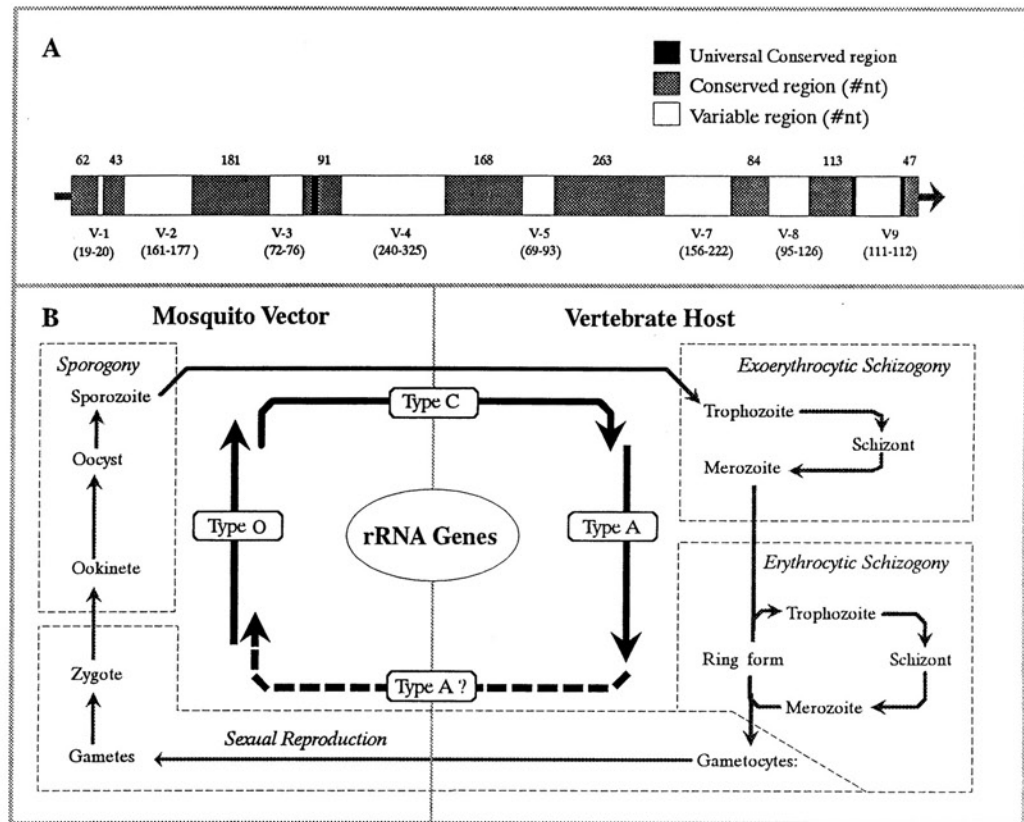 A
Universal Conserved region
Conserved region (#nt)
Variable region (#nt)
62 43 181 91 168 263 84 113 47
V-1 V-2 V-3 V-4 V-5 V-7 V-8 V9
(19-20) (161-177) (72-76) (240-325) (69-93) (156-222) (95-126) (111-112)
B Mosquito Vector Vertebrate Host
Sporogony
Sporozoite
Oocyst
Ookinete
Zygote
Gametes
Type C
Type O
rRNA Genes
Type A
Type A ?
Sexual Reproduction
Exoerythrocytic Schizogony
Trophozoite
Schizont
Merozoite
Erythrocytic Schizogony
Trophozoite
Ring form
Schizont
Merozoite
Gametocytes: